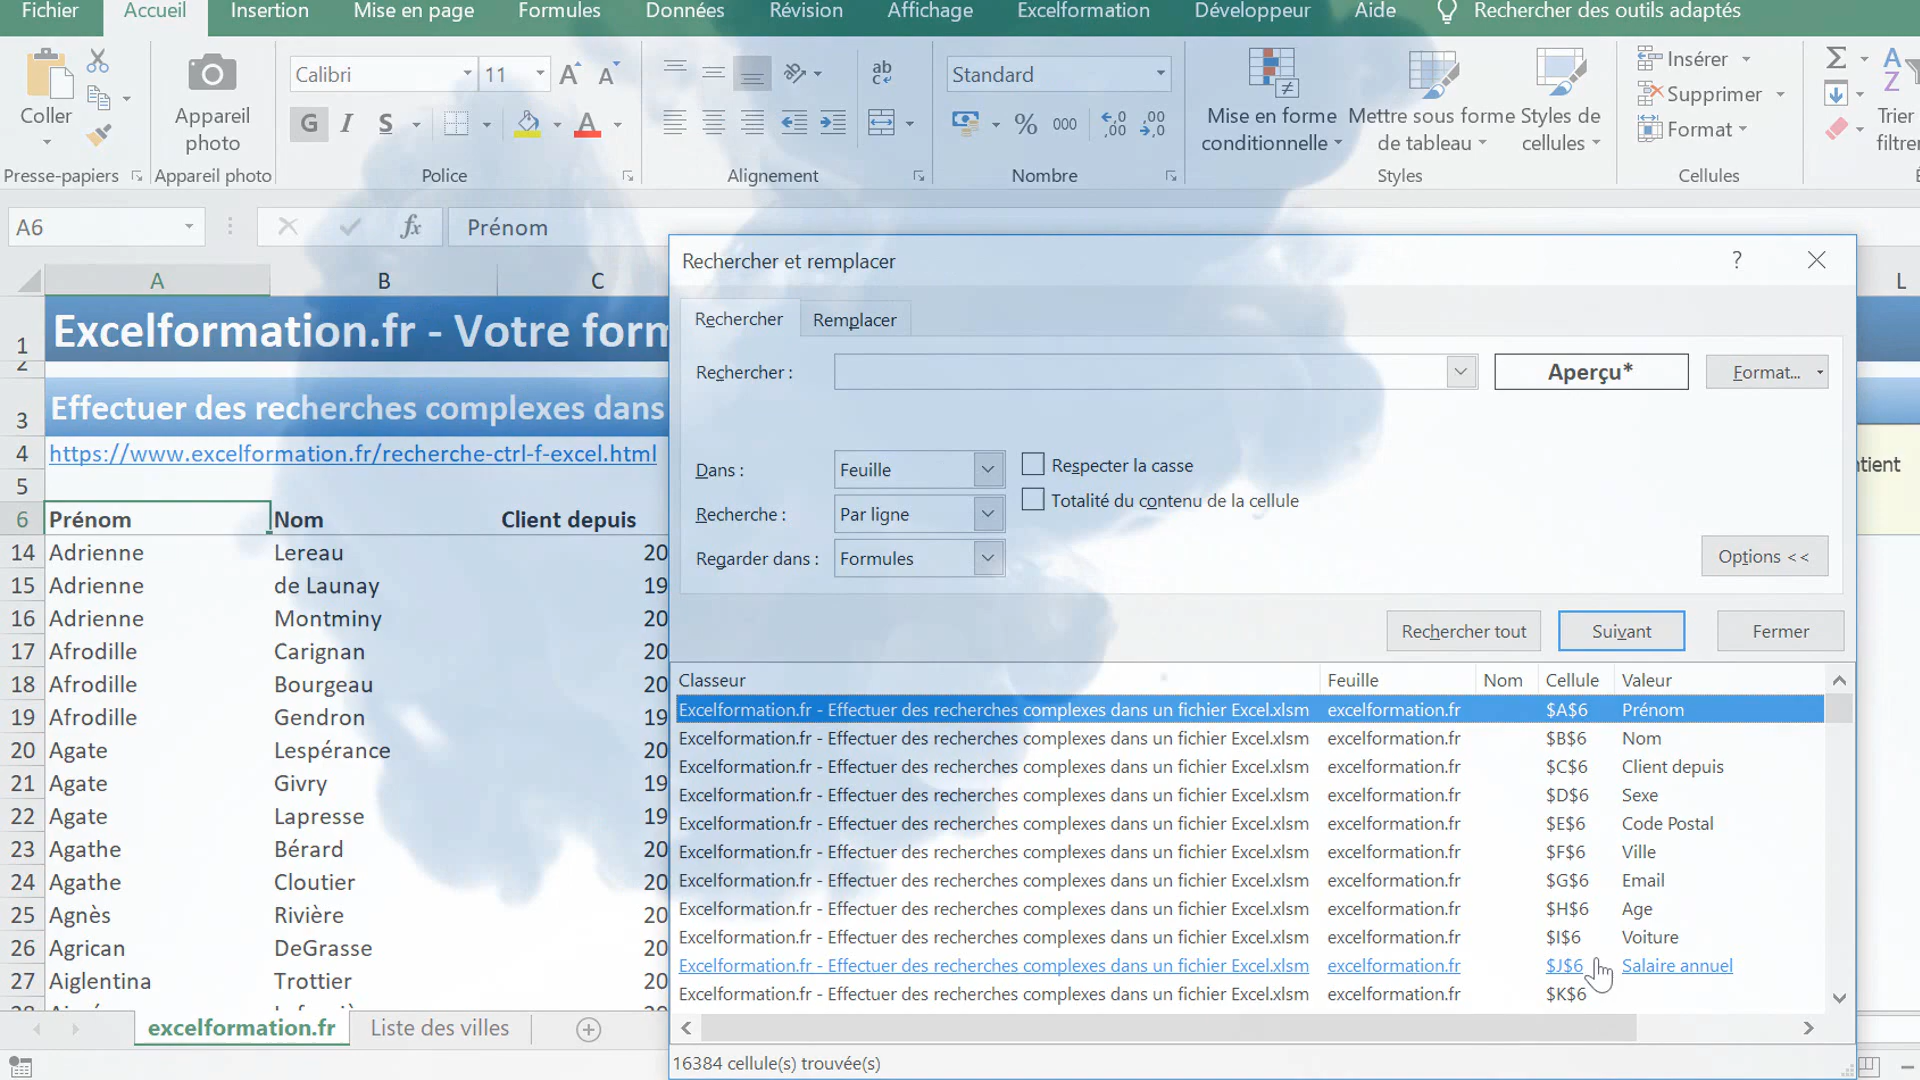 Fichier Accueil Insertion Mise en page Formules Données Révision Affichage Excelformation Développeur Aide Rechercher des outils adaptés
Calibri 11 Standard Insérer
Supprimer
Format
Coller
Appareil photo
G I S
ab
% 000
Mise en forme conditionnelle
Mettre sous forme de tableau
Styles de cellules
Trier
Presse-papiers Appareil photo Police Alignement Nombre Styles Cellules
A6 fx Prénom
A B C L
1 Excelformation.fr - Votre form
2
3 Effectuer des recherches complexes dans
4 https://www.excelformation.fr/recherche-ctrl-f-excel.html
5
6 Prénom Nom Client depuis
14 Adrienne Lereau 20
15 Adrienne de Launay 19
16 Adrienne Montminy 20
17 Afrodille Carignan 20
18 Afrodille Bourgeau 20
19 Afrodille Gendron 19
20 Agate Lespérance 20
21 Agate Givry 19
22 Agate Lapresse 19
23 Agathe Bérard 20
24 Agathe Cloutier 20
25 Agnès Rivière 20
26 Agrican DeGrasse 20
27 Aiglentina Trottier 20
excelformation.fr Liste des villes
Rechercher et remplacer ?
Rechercher Remplacer
Rechercher : Aperçu* Format...
Dans : Feuille Respecter la casse
Totalité du contenu de la cellule
Recherche : Par ligne
Regarder dans : Formules Options <<
Rechercher tout Suivant Fermer
Classeur Feuille Nom Cellule Valeur
Excelformation.fr - Effectuer des recherches complexes dans un fichier Excel.xlsm excelformation.fr $A$6 Prénom
Excelformation.fr - Effectuer des recherches complexes dans un fichier Excel.xlsm excelformation.fr $B$6 Nom
Excelformation.fr - Effectuer des recherches complexes dans un fichier Excel.xlsm excelformation.fr $C$6 Client depuis
Excelformation.fr - Effectuer des recherches complexes dans un fichier Excel.xlsm excelformation.fr $D$6 Sexe
Excelformation.fr - Effectuer des recherches complexes dans un fichier Excel.xlsm excelformation.fr $E$6 Code Postal
Excelformation.fr - Effectuer des recherches complexes dans un fichier Excel.xlsm excelformation.fr $F$6 Ville
Excelformation.fr - Effectuer des recherches complexes dans un fichier Excel.xlsm excelformation.fr $G$6 Email
Excelformation.fr - Effectuer des recherches complexes dans un fichier Excel.xlsm excelformation.fr $H$6 Age
Excelformation.fr - Effectuer des recherches complexes dans un fichier Excel.xlsm excelformation.fr $I$6 Voiture
Excelformation.fr - Effectuer des recherches complexes dans un fichier Excel.xlsm excelformation.fr $J$6 Salaire annuel
Excelformation.fr - Effectuer des recherches complexes dans un fichier Excel.xlsm excelformation.fr $K$6
16384 cellule(s) trouvée(s)